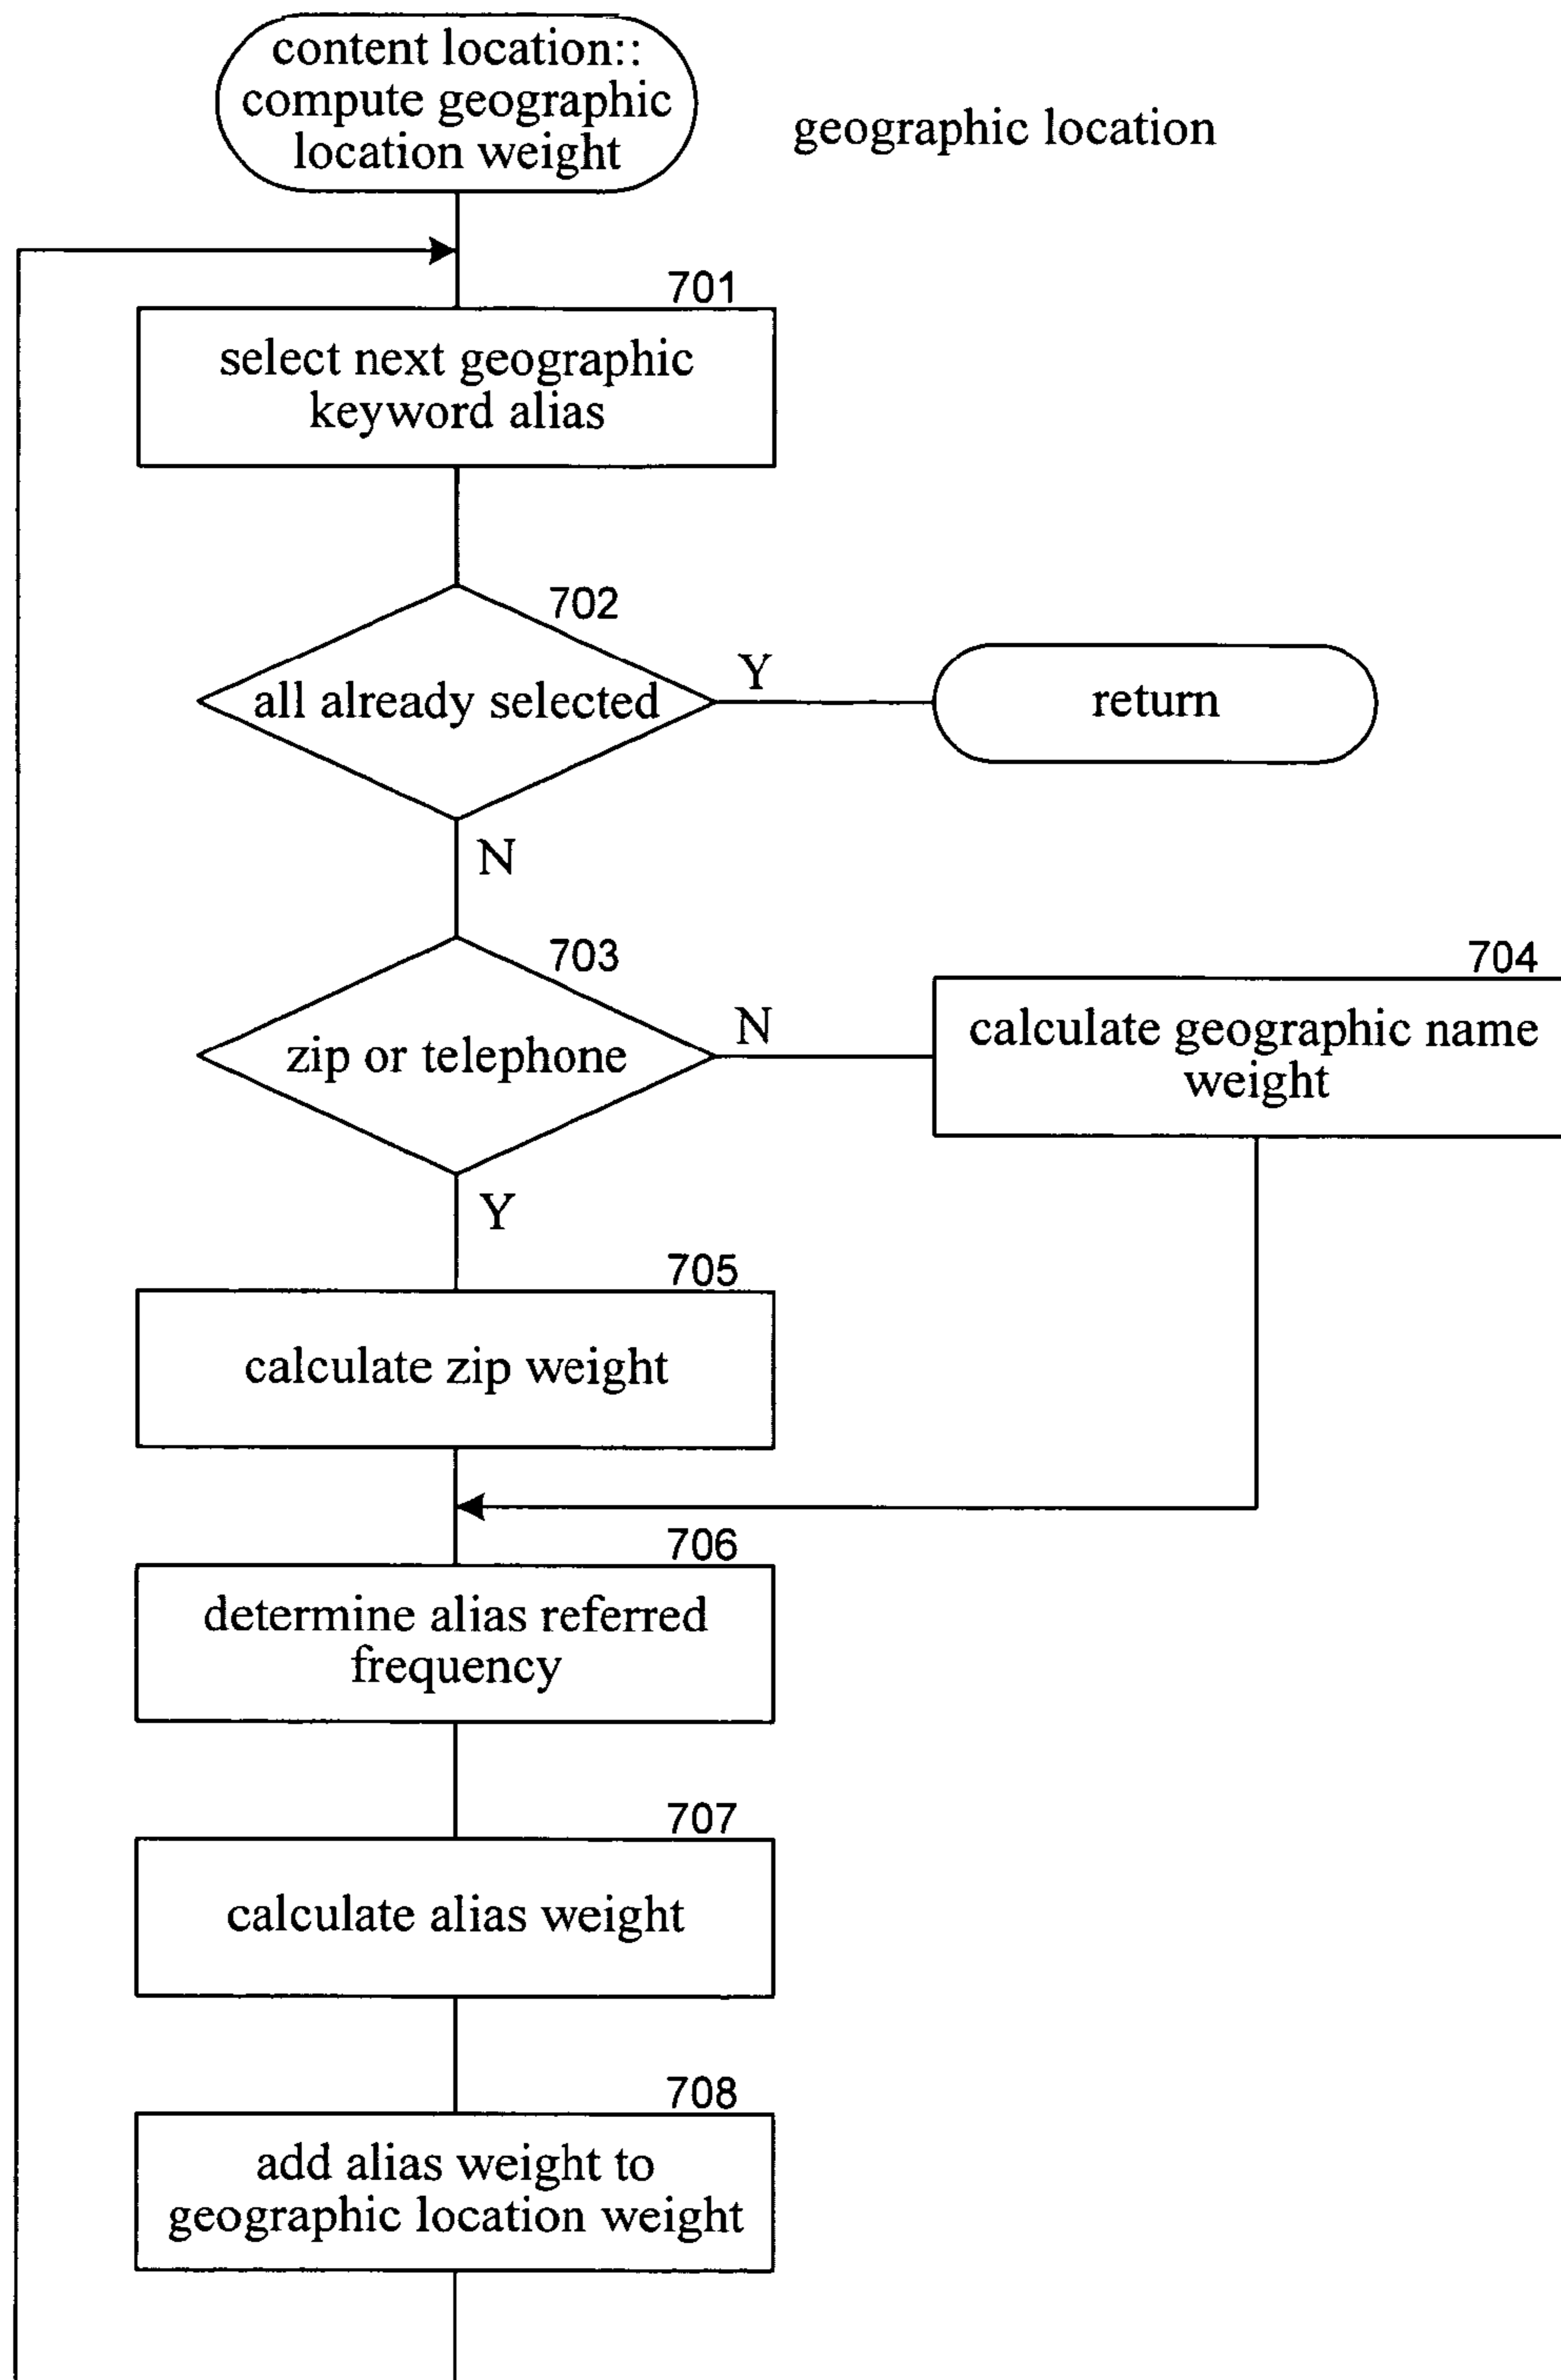 content location::
compute geographic
location weight
geographic location
701
select next geographic
keyword alias
702
all already selected
Y
return
N
703
zip or telephone
N
704
calculate geographic name
weight
Y
705
calculate zip weight
706
determine alias referred
frequency
707
calculate alias weight
708
add alias weight to
geographic location weight